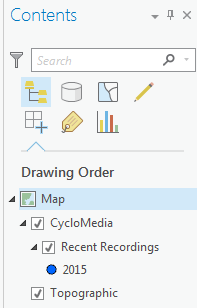 Contents
Search
Drawing Order
Map
CycloMedia
Recent Recordings
2015
Topographic